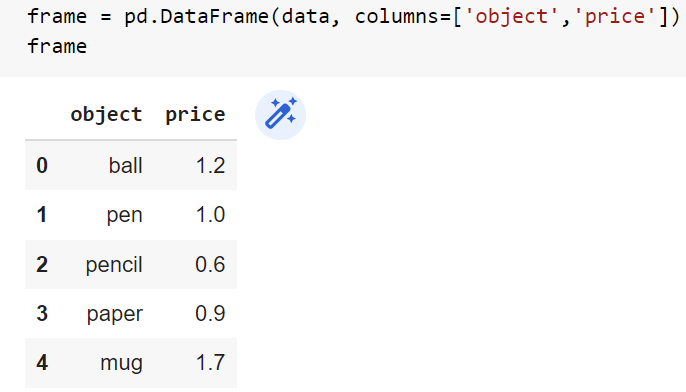 frame = pd.DataFrame(data, columns=['object','price'])
frame
object price
0 ball 1.2
1 pen 1.0
2 pencil 0.6
3 paper 0.9
4 mug 1.7